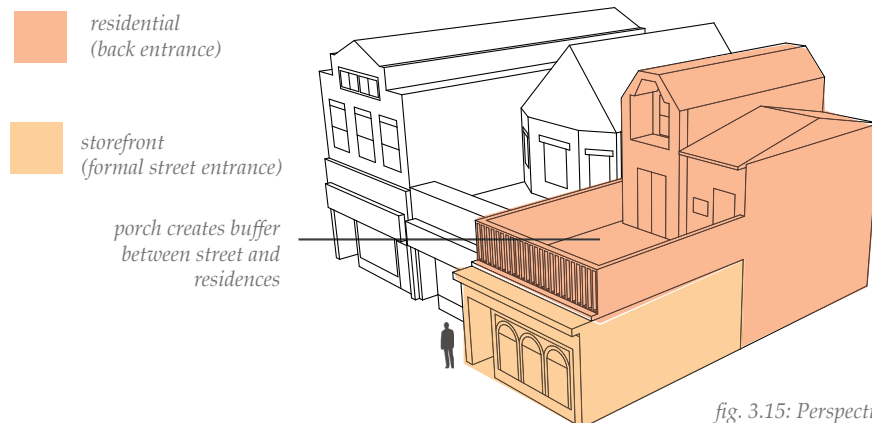 residential
(back entrance)
storefront
(formal street entrance)
porch creates buffer
between street and
residences
fig. 3.15: Perspecti